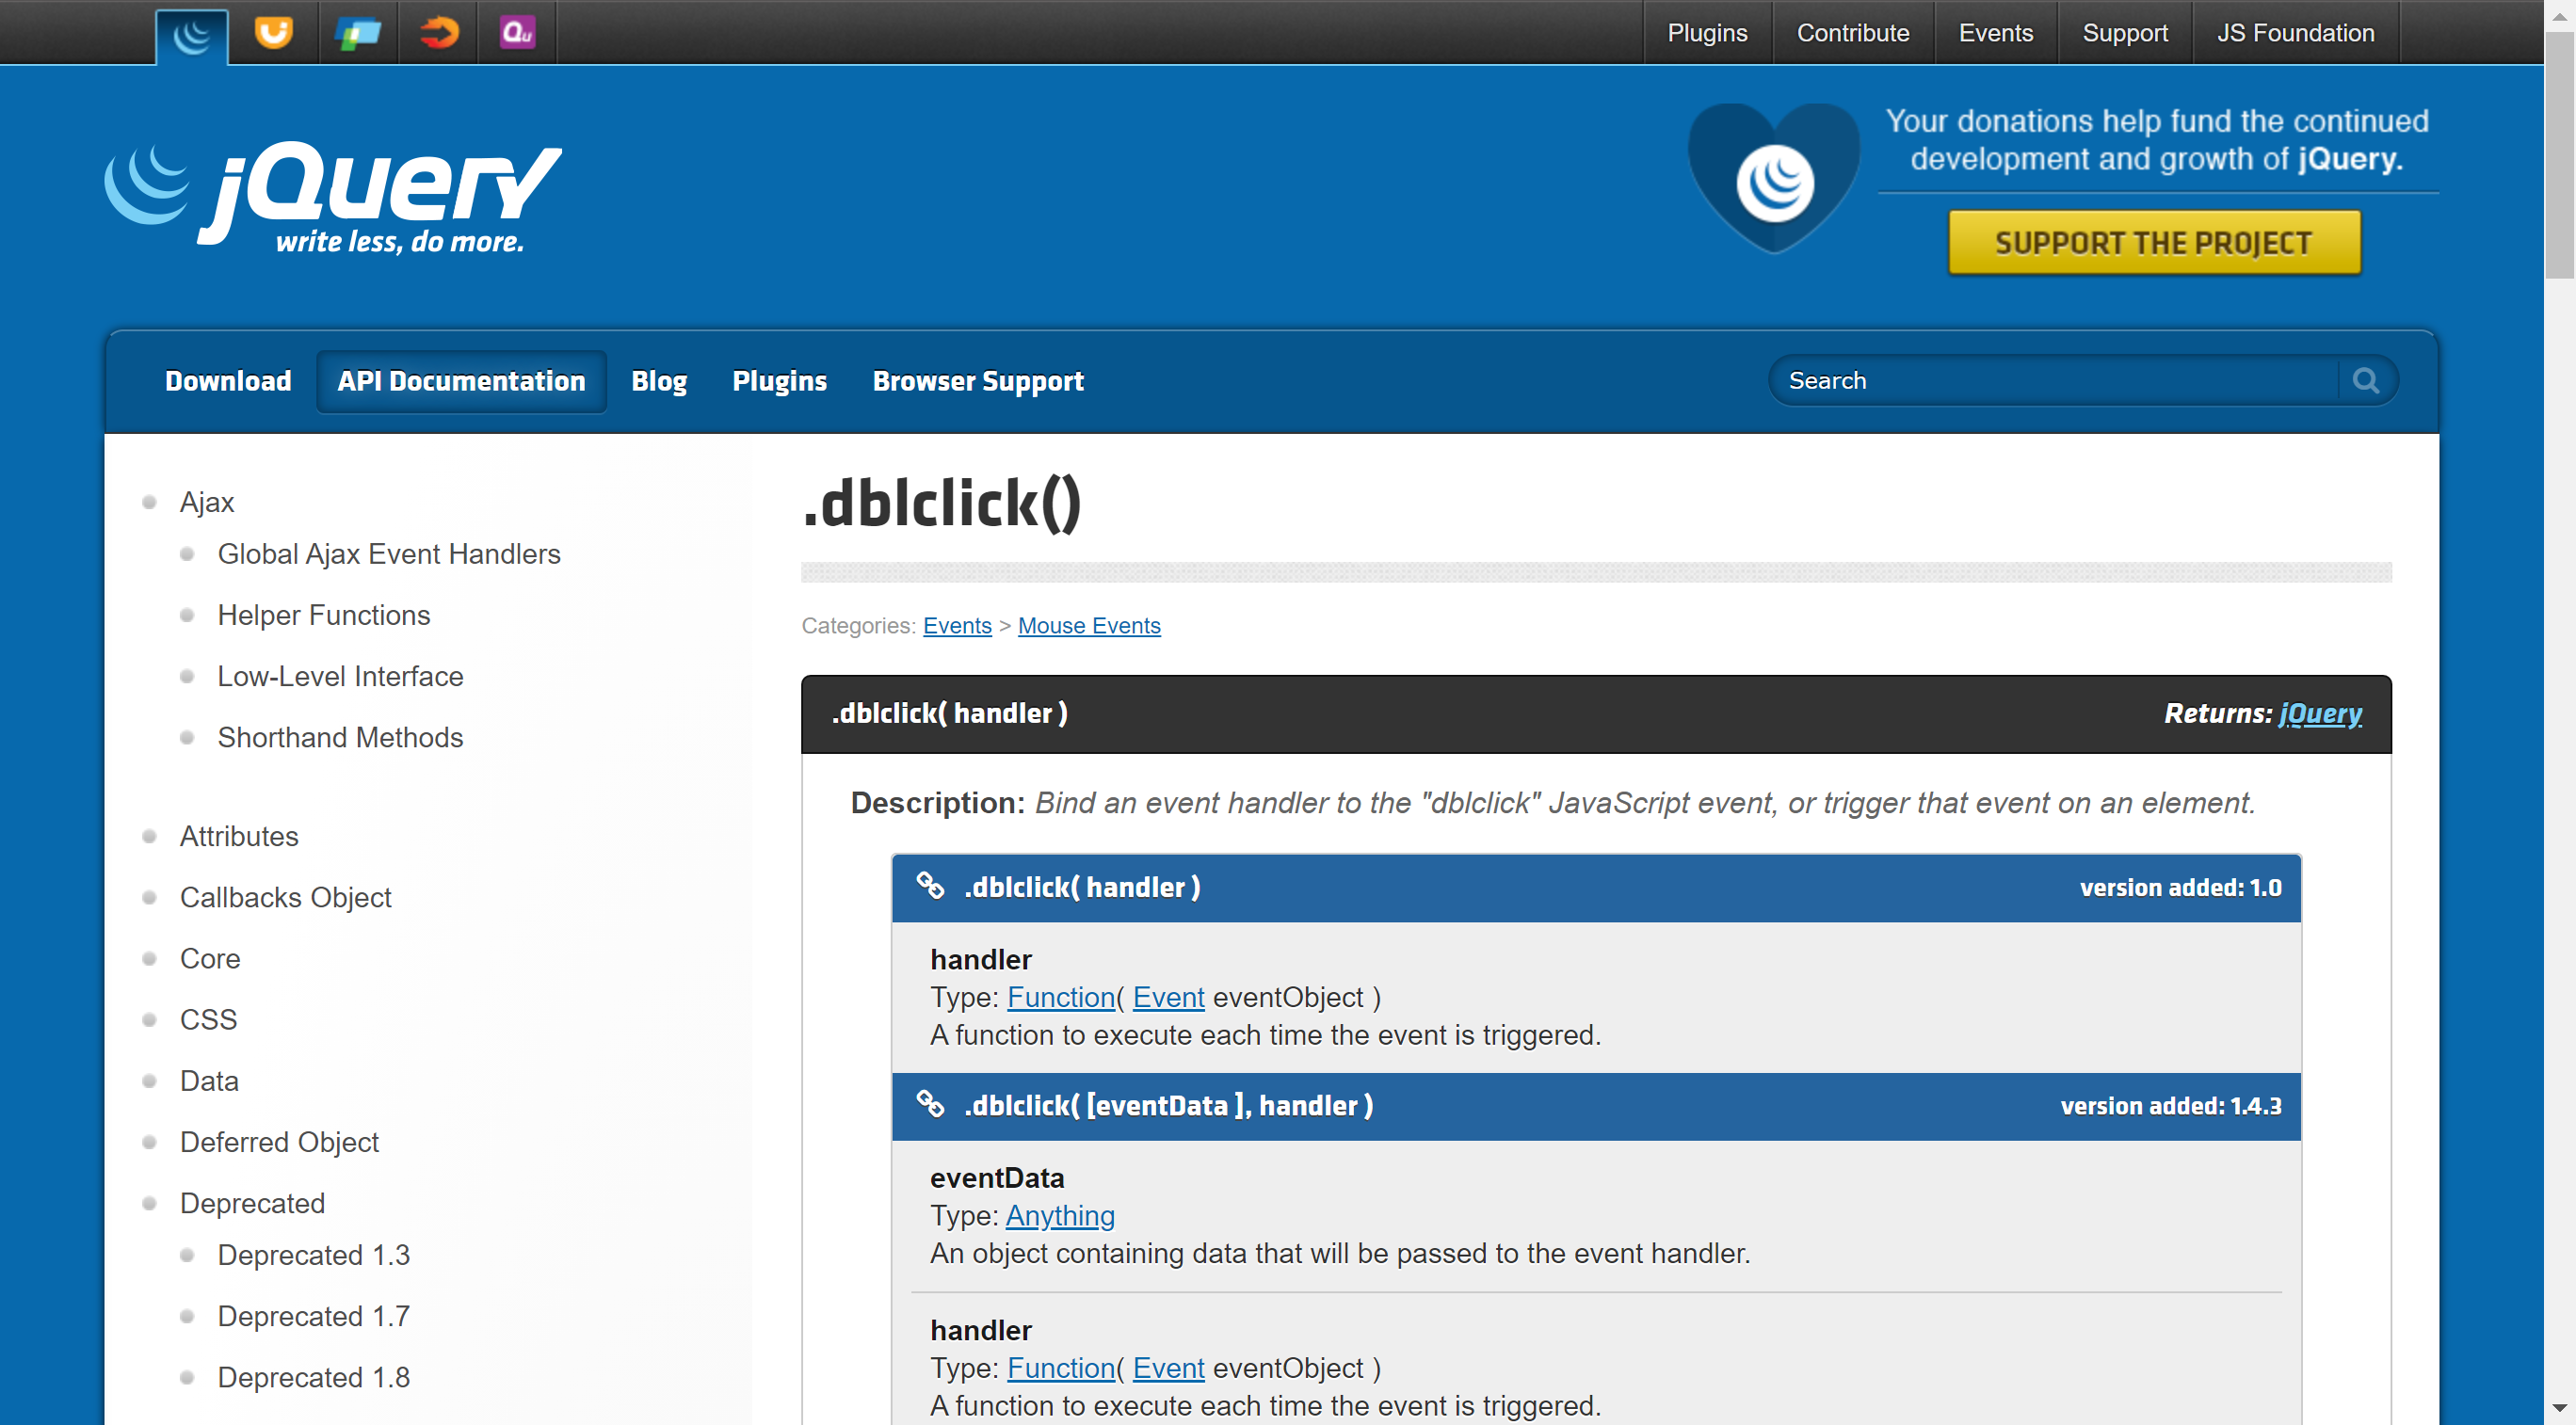 Qu
Plugins Contribute Events Support JS Foundation
jQuery
write less, do more.
Your donations help fund the continued
development and growth of jQuery.
SUPPORT THE PROJECT
Download API Documentation Blog Plugins Browser Support Search
Ajax
Global Ajax Event Handlers
Helper Functions
Low-Level Interface
Shorthand Methods
Attributes
Callbacks Object
Core
CSS
Data
Deferred Object
Deprecated
Deprecated 1.3
Deprecated 1.7
Deprecated 1.8
.dblclick()
Categories: Events > Mouse Events
.dblclick( handler ) Returns: jQuery
Description: Bind an event handler to the "dblclick" JavaScript event, or trigger that event on an element.
.dblclick( handler ) version added: 1.0
handler
Type: Function( Event eventObject )
A function to execute each time the event is triggered.
.dblclick( [eventData ], handler ) version added: 1.4.3
eventData
Type: Anything
An object containing data that will be passed to the event handler.
handler
Type: Function( Event eventObject )
A function to execute each time the event is triggered.